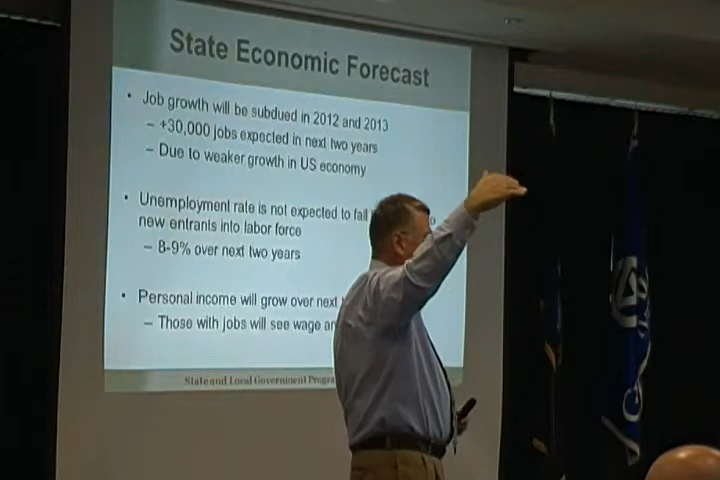 State Economic Forecast
• Job growth will be subdued in 2012 and 2013
– +30,000 jobs expected in next two years
– Due to weaker growth in US economy
• Unemployment rate is not expected to fall
new entrants into labor force
– 8-9% over next two years
• Personal income will grow over next
– Those with jobs will see wage
State and Local Government